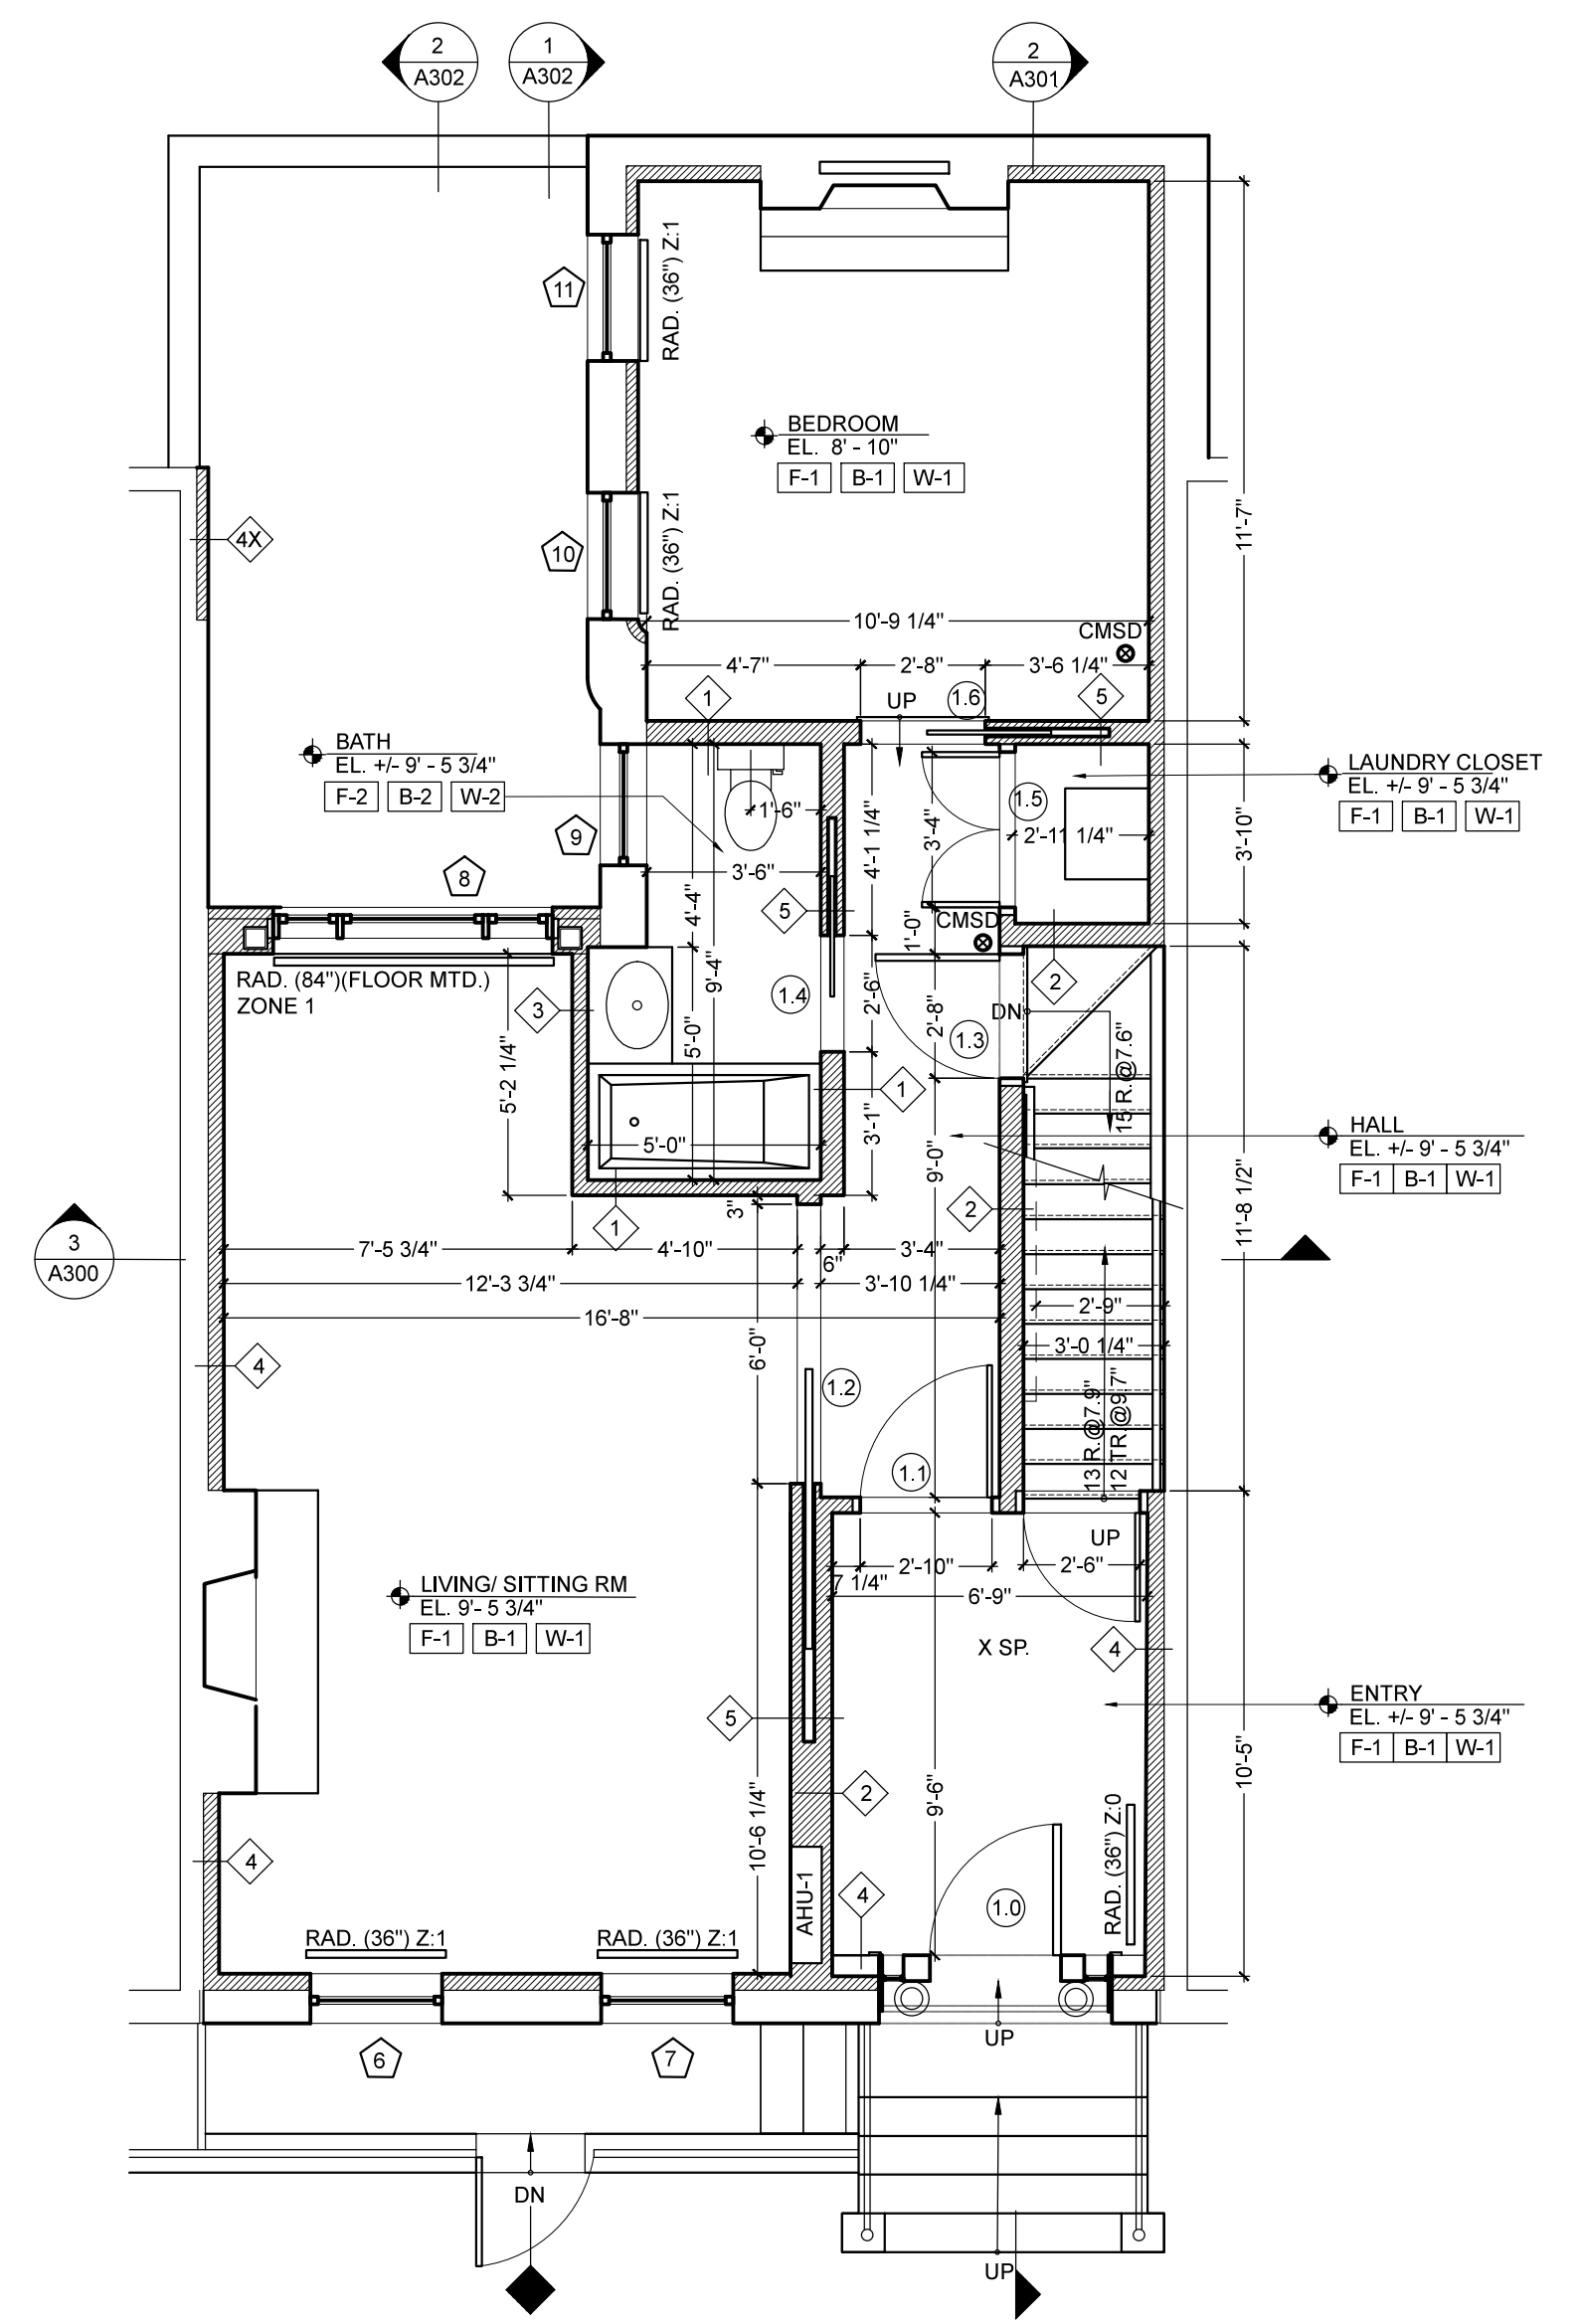 2
A302
1
A302
2
A301
11
RAD. (36") Z:1
BEDROOM
EL. 8' - 10"
F-1 B-1 W-1
11'-7"
4X
10
RAD. (36") Z:1
10'-9 1/4"
CMSD
4'-7"
2'-8"
3'-6 1/4"
1
UP
1.6
5
BATH
EL. +/- 9' - 5 3/4"
F-2 B-2 W-2
LAUNDRY CLOSET
EL. +/- 9' - 5 3/4"
F-1 B-1 W-1
9
1'-6"
4'-1 1/4"
3'-4"
1.5
2'-11 1/4"
3'-10"
8
3'-6"
4'-4"
5
1'-0"
CMSD
RAD. (84")(FLOOR MTD.)
ZONE 1
9'-4"
2
3
1.4
2'-6"
2'-8"
DN
1.3
5'-2 1/4"
5'-0"
15 R.@7.6"
1
3'-1"
5'-0"
HALL
EL. +/- 9' - 5 3/4"
F-1 B-1 W-1
9'-0"
2
3"
1
11'-8 1/2"
3
A300
7'-5 3/4"
4'-10"
6"
3'-4"
12'-3 3/4"
3'-10 1/4"
16'-8"
2'-9"
6'-0"
3'-0 1/4"
4
1.2
13 R.@7.9"
12 TR.@9.7"
1.1
UP
2'-10"
2'-6"
7 1/4"
6'-9"
LIVING/ SITTING RM
EL. 9'- 5 3/4"
F-1 B-1 W-1
X SP.
4
ENTRY
EL. +/- 9' - 5 3/4"
F-1 B-1 W-1
5
10'-5"
2
9'-6"
10'-6 1/4"
4
AHU-1
4
1.0
RAD. (36") Z:0
RAD. (36") Z:1
RAD. (36") Z:1
UP
6
7
DN
UP